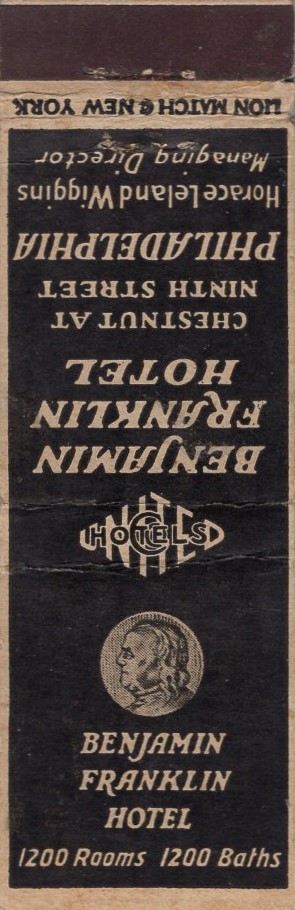 LION MATCH CO NEW YORK
BENJAMIN
FRANKLIN
HOTEL
CHESTNUT AT
NINTH STREET
PHILADELPHIA
Horace Leland Wiggins
Managing Director
UNITED
HOTELS
BENJAMIN
FRANKLIN
HOTEL
1200 Rooms 1200 Baths